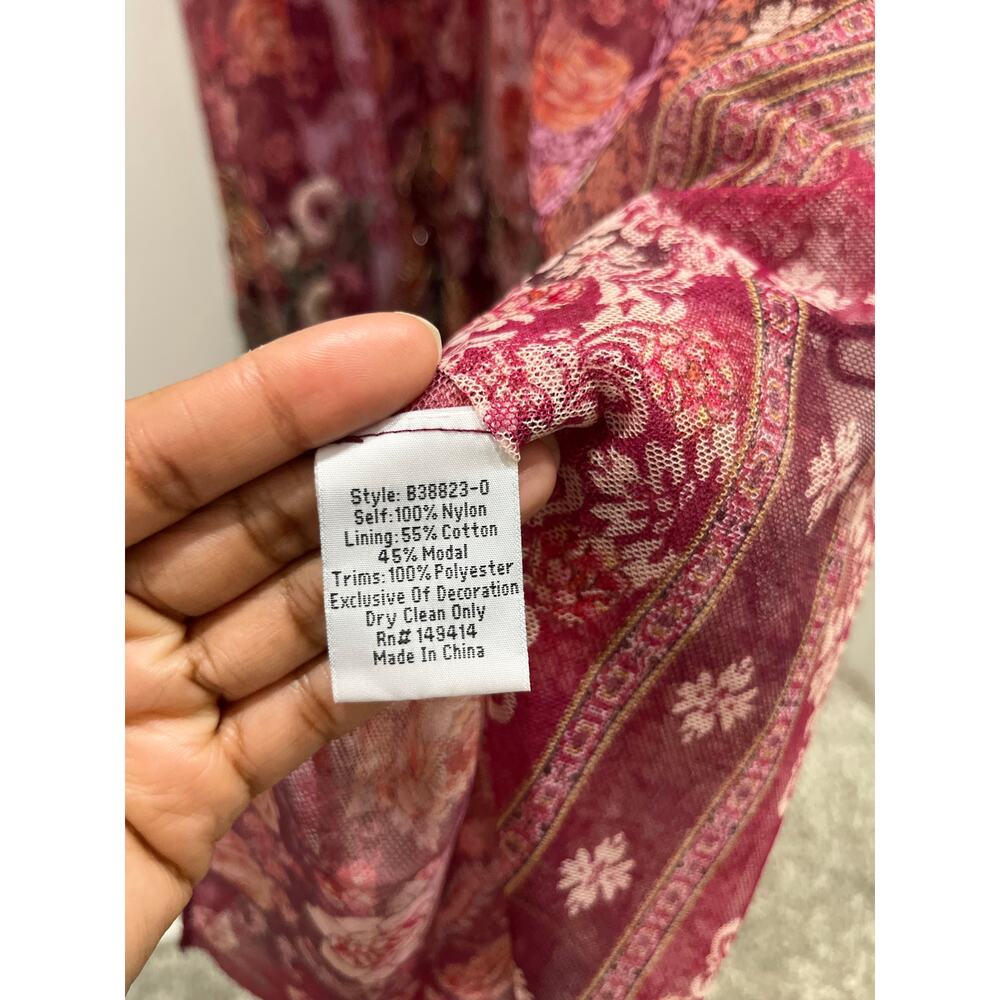 Style: B38823-0
Self:100% Nylon
Lining:55% Cotton
45% Modal
Trims:100% Polyester
Exclusive Of Decoration
Dry Clean Only
Rn# 149414
Made In China